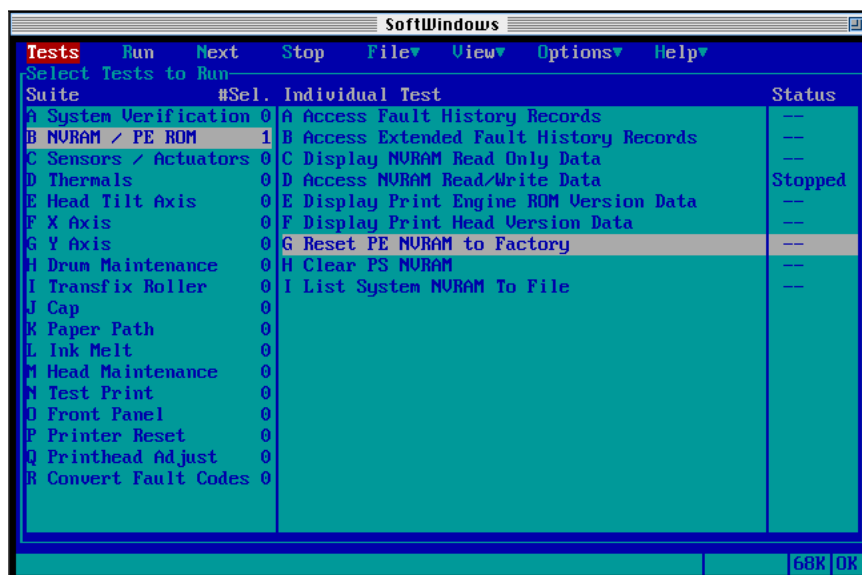 SoftWindows
Tests Run Next Stop File▼ View▼ Options▼ Help▼
Select Tests to Run
Suite #Sel. Individual Test Status
A System Verification 0 A Access Fault History Records --
B NVRAM / PE ROM 1 B Access Extended Fault History Records --
C Sensors / Actuators 0 C Display NVRAM Read Only Data --
D Thermals 0 D Access NVRAM Read/Write Data Stopped
E Head Tilt Axis 0 E Display Print Engine ROM Version Data --
F X Axis 0 F Display Print Head Version Data --
G Y Axis 0 G Reset PE NVRAM to Factory --
H Drum Maintenance 0 H Clear PS NVRAM --
I Transfix Roller 0 I List System NVRAM To File --
J Cap 0
K Paper Path 0
L Ink Melt 0
M Head Maintenance 0
N Test Print 0
O Front Panel 0
P Printer Reset 0
Q Printhead Adjust 0
R Convert Fault Codes 0
68K OK